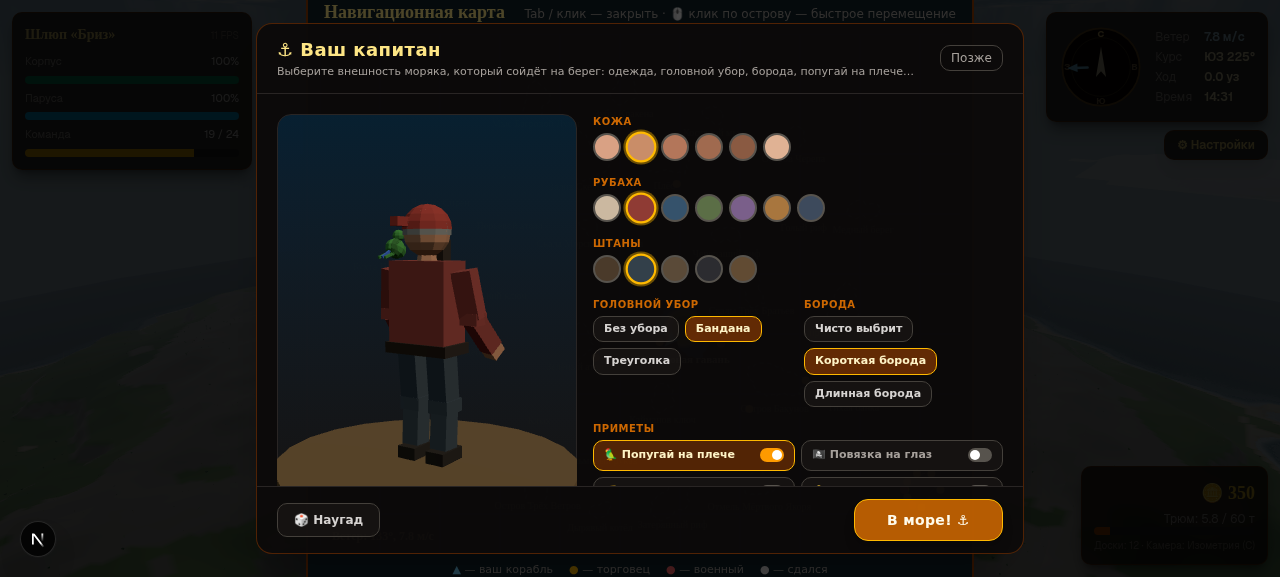 Навигационная карта
Tab / клик — закрыть · клик по острову — быстрое перемещение
Шлюп «Бриз»
Корпус 100%
Паруса 100%
Команда 19 / 24
⚓ Ваш капитан
Выберите внешность моряка, который сойдёт на берег: одежда, головной убор, борода, попугай на плече…
Позже
Ветер 7.8 м/с
Курс ЮЗ 225°
Ход 0.0 уз
Время 14:31
С
Ю
⚙ Настройки
КОЖА
РУБАХА
ШТАНЫ
ГОЛОВНОЙ УБОР
Без убора
Бандана
Треуголка
БОРОДА
Чисто выбрит
Короткая борода
Длинная борода
ПРИМЕТЫ
🦜 Попугай на плече
🏴‍☠️ Повязка на глаз
🎲 Наугад
В море! ⚓
350
Трюм: 5.8 / 60 т
N
▲ — ваш корабль ● — торговец ● — военный ● — сдался